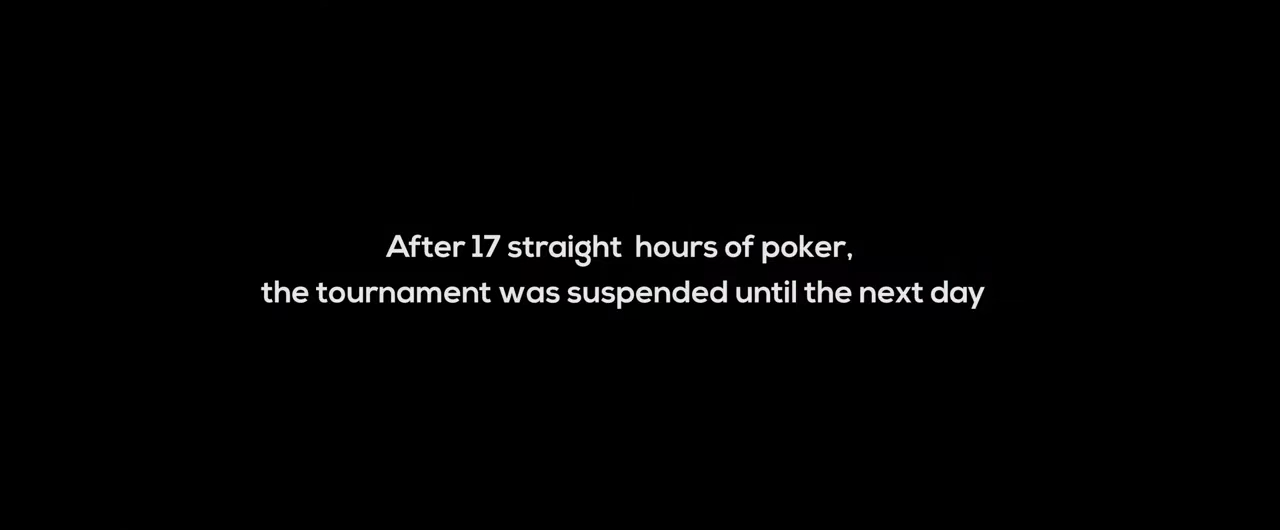 After 17 straight  hours of poker,
the tournament was suspended until the next day